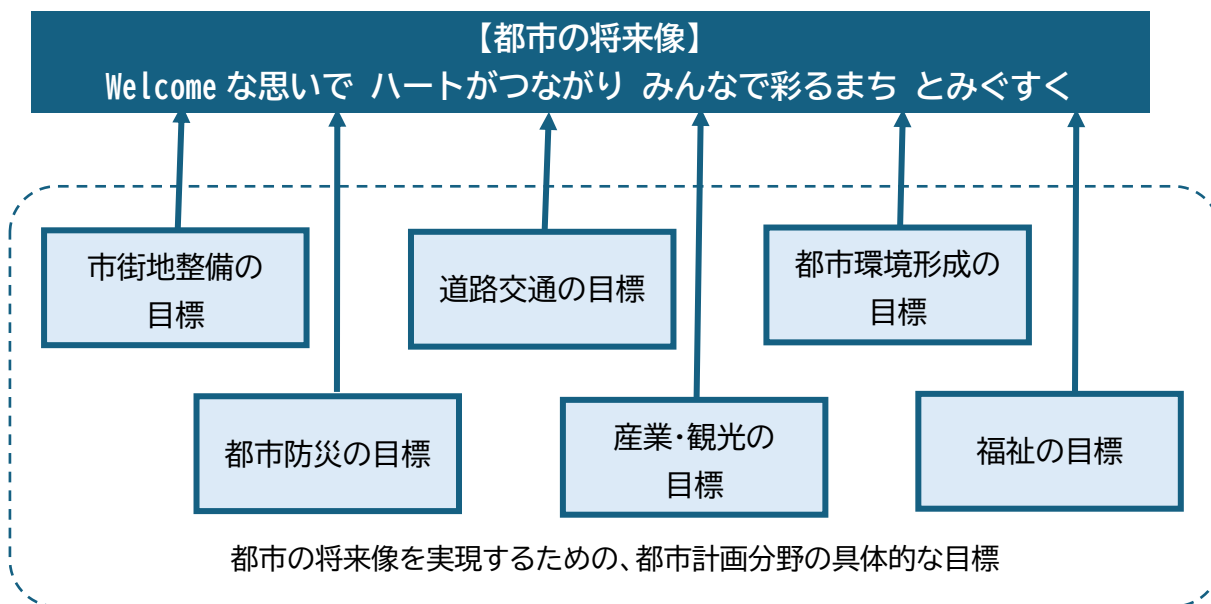 【都市の将来像】
Welcome な思いで ハートがつながり みんなで彩るまち とみぐすく
市街地整備の
目標
道路交通の目標
都市環境形成の
目標
都市防災の目標
産業・観光の
目標
福祉の目標
都市の将来像を実現するための、都市計画分野の具体的な目標